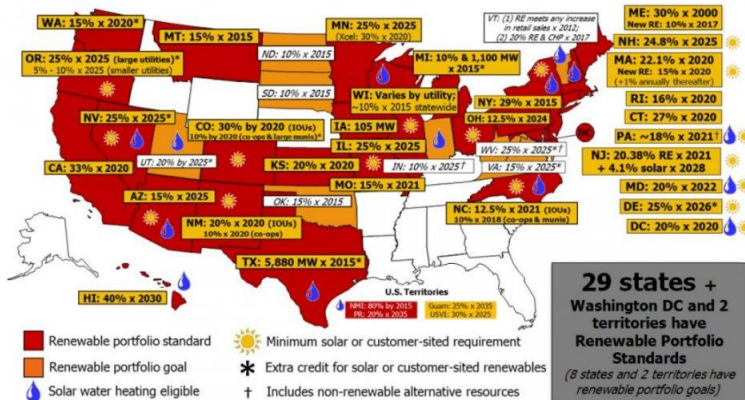 WA: 15% x 2020*
MT: 15% x 2015
MN: 25% x 2025
(Xcel: 30% x 2020)
VT: (1) RE meets any increase
in retail sales x 2012;
(2) 20% RE & CHP x 2017
ME: 30% x 2000
New RE: 10% x 2017
OR: 25% x 2025 (large utilities)*
5% - 10% x 2025 (smaller utilities)
ND: 10% x 2015
MI: 10% & 1,100 MW
x 2015*
NH: 24.8% x 2025
MA: 22.1% x 2020
New RE: 15% x 2020
(+1% annually thereafter)
SD: 10% x 2015
WI: Varies by utility;
~10% x 2015 statewide
NY: 29% x 2015
RI: 16% x 2020
NV: 25% x 2025*
CO: 30% by 2020 (IOUs)
10% by 2020 (co-ops & large munis)*
IA: 105 MW
OH: 12.5% x 2024
CT: 27% x 2020
IL: 25% x 2025
DC
PA: ~18% x 2021†
WV: 25% x 2025*†
CA: 33% x 2020
UT: 20% by 2025*
KS: 20% x 2020
IN: 10% x 2025†
VA: 15% x 2025*
NJ: 20.38% RE x 2021
+ 4.1% solar x 2028
MO: 15% x 2021
MD: 20% x 2022
AZ: 15% x 2025
OK: 15% x 2015
DE: 25% x 2026*
NM: 20% x 2020 (IOUs)
10% x 2020 (co-ops)
NC: 12.5% x 2021 (IOUs)
10% x 2018 (co-ops & munis)
DC: 20% x 2020
TX: 5,880 MW x 2015*
HI: 40% x 2030
U.S. Territories
NMI: 80% by 2015
PR: 20% x 2035
Guam: 25% x 2035
USVI: 30% x 2025
29 states +
Washington DC and 2
territories have
Renewable Portfolio
Standards
(8 states and 2 territories have
renewable portfolio goals)
Renewable portfolio standard
Minimum solar or customer-sited requirement
Renewable portfolio goal
* Extra credit for solar or customer-sited renewables
Solar water heating eligible
† Includes non-renewable alternative resources